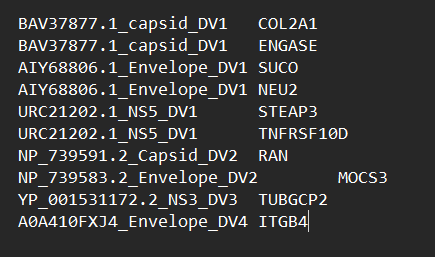 BAV37877.1_capsid_DV1 COL2A1
BAV37877.1_capsid_DV1 ENGASE
AIY68806.1_Envelope_DV1 SUCO
AIY68806.1_Envelope_DV1 NEU2
URC21202.1_NS5_DV1 STEAP3
URC21202.1_NS5_DV1 TNFRSF10D
NP_739591.2_Capsid_DV2 RAN
NP_739583.2_Envelope_DV2 MOCS3
YP_001531172.2_NS3_DV3 TUBGCP2
A0A410FXJ4_Envelope_DV4 ITGB4